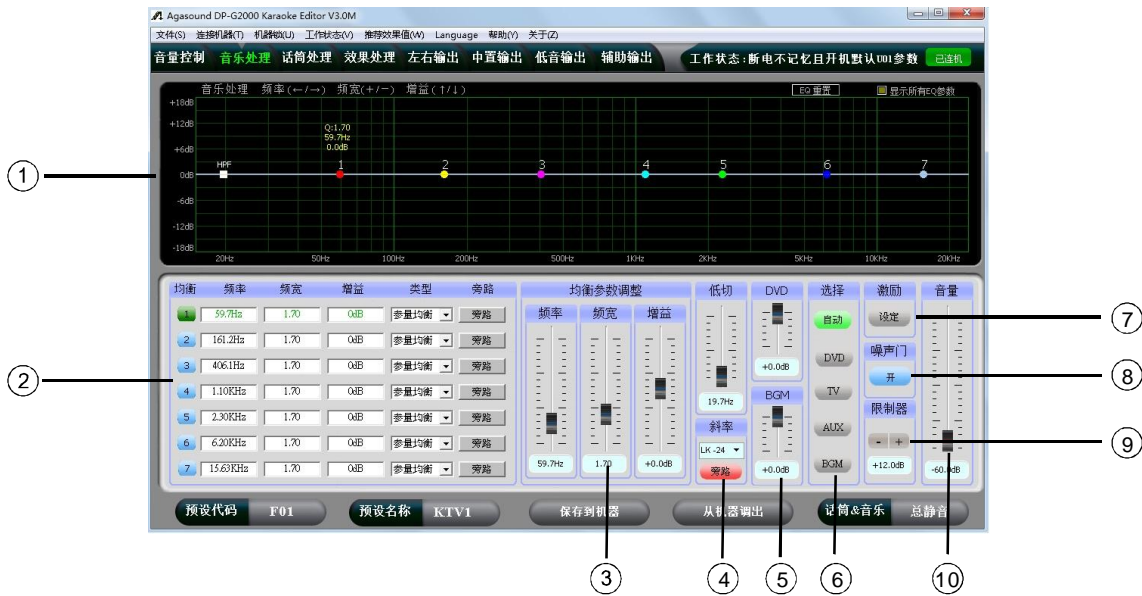 Agasound DP-G2000 Karaoke Editor V3.0M
文件(S) 连接机器(T) 机器锁(U) 工作状态(V) 推荐效果值(W) Language 帮助(Y) 关于(Z)
音量控制 音乐处理 话筒处理 效果处理 左右输出 中置输出 低音输出 辅助输出 工作状态:断电不记忆且开机默认U01参数 已连机
音乐处理 频率(←/→) 频宽(+/−) 增益(↑/↓) EQ 重置 显示所有EQ参数
+18dB
+12dB
Q:1.70
59.7Hz
0.0dB
+6dB
HPF 1 2 3 4 5 6 7
0dB
-6dB
-12dB
-18dB
20Hz 50Hz 100Hz 200Hz 500Hz 1KHz 2KHz 5KHz 10KHz 20KHz
均衡 频率 频宽 增益 类型 旁路 均衡参数调整 低切 DVD 选择 激励 音量
1 59.7Hz 1.70 0dB 参量均衡 旁路
2 161.2Hz 1.70 0dB 参量均衡 旁路
3 406.1Hz 1.70 0dB 参量均衡 旁路
4 1.10KHz 1.70 0dB 参量均衡 旁路
5 2.30KHz 1.70 0dB 参量均衡 旁路
6 6.20KHz 1.70 0dB 参量均衡 旁路
7 15.63KHz 1.70 0dB 参量均衡 旁路
频率 频宽 增益
59.7Hz 1.70 +0.0dB
19.7Hz
斜率
LK -24
旁路
+0.0dB
BGM
+0.0dB
自动
DVD
TV
AUX
BGM
设定
噪声门
开
限制器
- +
+12.0dB
-60.0dB
预设代码 F01 预设名称 KTV1 保存到机器 从机器调出 话筒&音乐 总静音
1
2
3
4
5
6
7
8
9
10